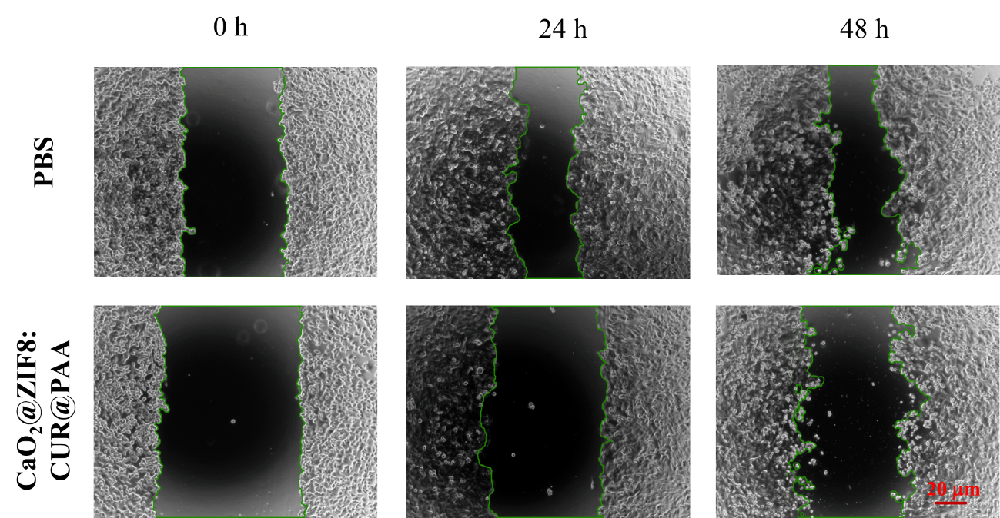 0 h
24 h
48 h
PBS
CaO₂@ZIF8:
CUR@PAA
20 µm